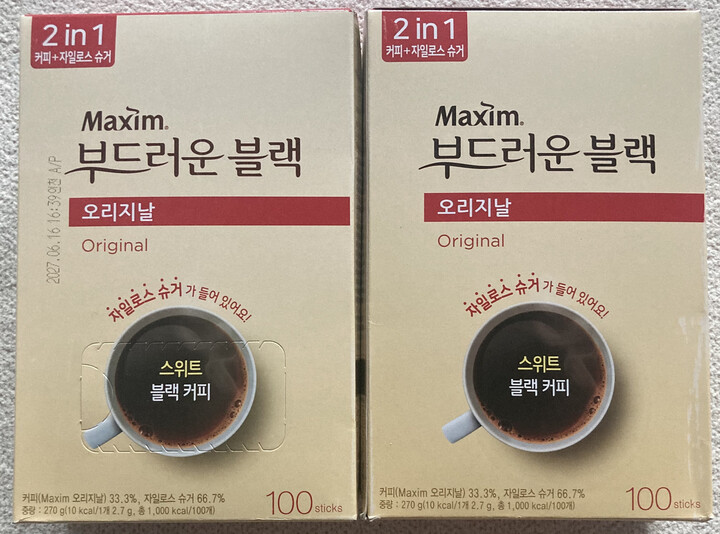 2 in 1
커피+자일로스 슈거
Maxim®
부드러운 블랙
오리지날
Original
자일로스 슈거가 들어 있어요!
스위트
블랙 커피
커피(Maxim 오리지날) 33.3%, 자일로스 슈거 66.7%
중량 : 270 g(10 kcal/1개 2.7 g, 총 1,000 kcal/100개)
100 sticks
2027.06.16 16:39인천 A/P
2 in 1
커피+자일로스 슈거
Maxim®
부드러운 블랙
오리지날
Original
자일로스 슈거가 들어 있어요!
스위트
블랙 커피
커피(Maxim 오리지날) 33.3%, 자일로스 슈거 66.7%
중량 : 270 g(10 kcal/1개 2.7 g, 총 1,000 kcal/100개)
100 sticks